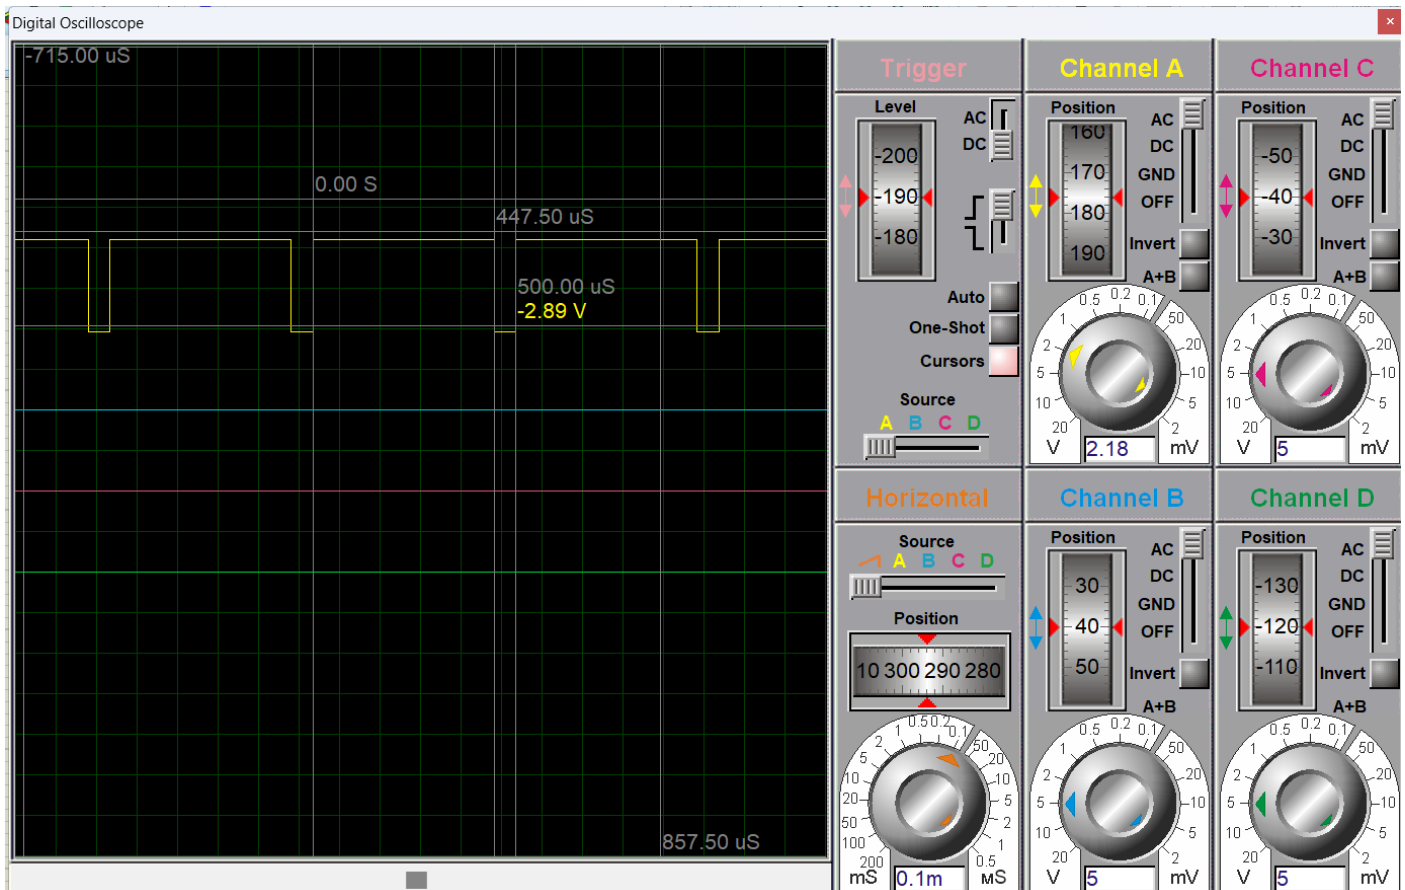 Digital Oscilloscope
-715.00 uS
0.00 S
447.50 uS
500.00 uS
-2.89 V
857.50 uS
Trigger
Level
-200
-190
-180
AC
DC
Auto
One-Shot
Cursors
Source
A B C D
Channel A
Position
160
170
180
190
AC
DC
GND
OFF
Invert
A+B
20 10 5 2 1 0.5 0.2 0.1 50 20 10 5 2
V 2.18 mV
Channel C
Position
-50
-40
-30
AC
DC
GND
OFF
Invert
A+B
20 10 5 2 1 0.5 0.2 0.1 50 20 10 5 2
V 5 mV
Horizontal
Source
A B C D
Position
10 300 290 280
200 100 50 20 10 5 2 1 0.5 0.2 0.1 50 20 10 5 2 1 0.5
mS 0.1m мS
Channel B
Position
30
40
50
AC
DC
GND
OFF
Invert
A+B
20 10 5 2 1 0.5 0.2 0.1 50 20 10 5 2
V 5 mV
Channel D
Position
-130
-120
-110
AC
DC
GND
OFF
Invert
A+B
20 10 5 2 1 0.5 0.2 0.1 50 20 10 5 2
V 5 mV